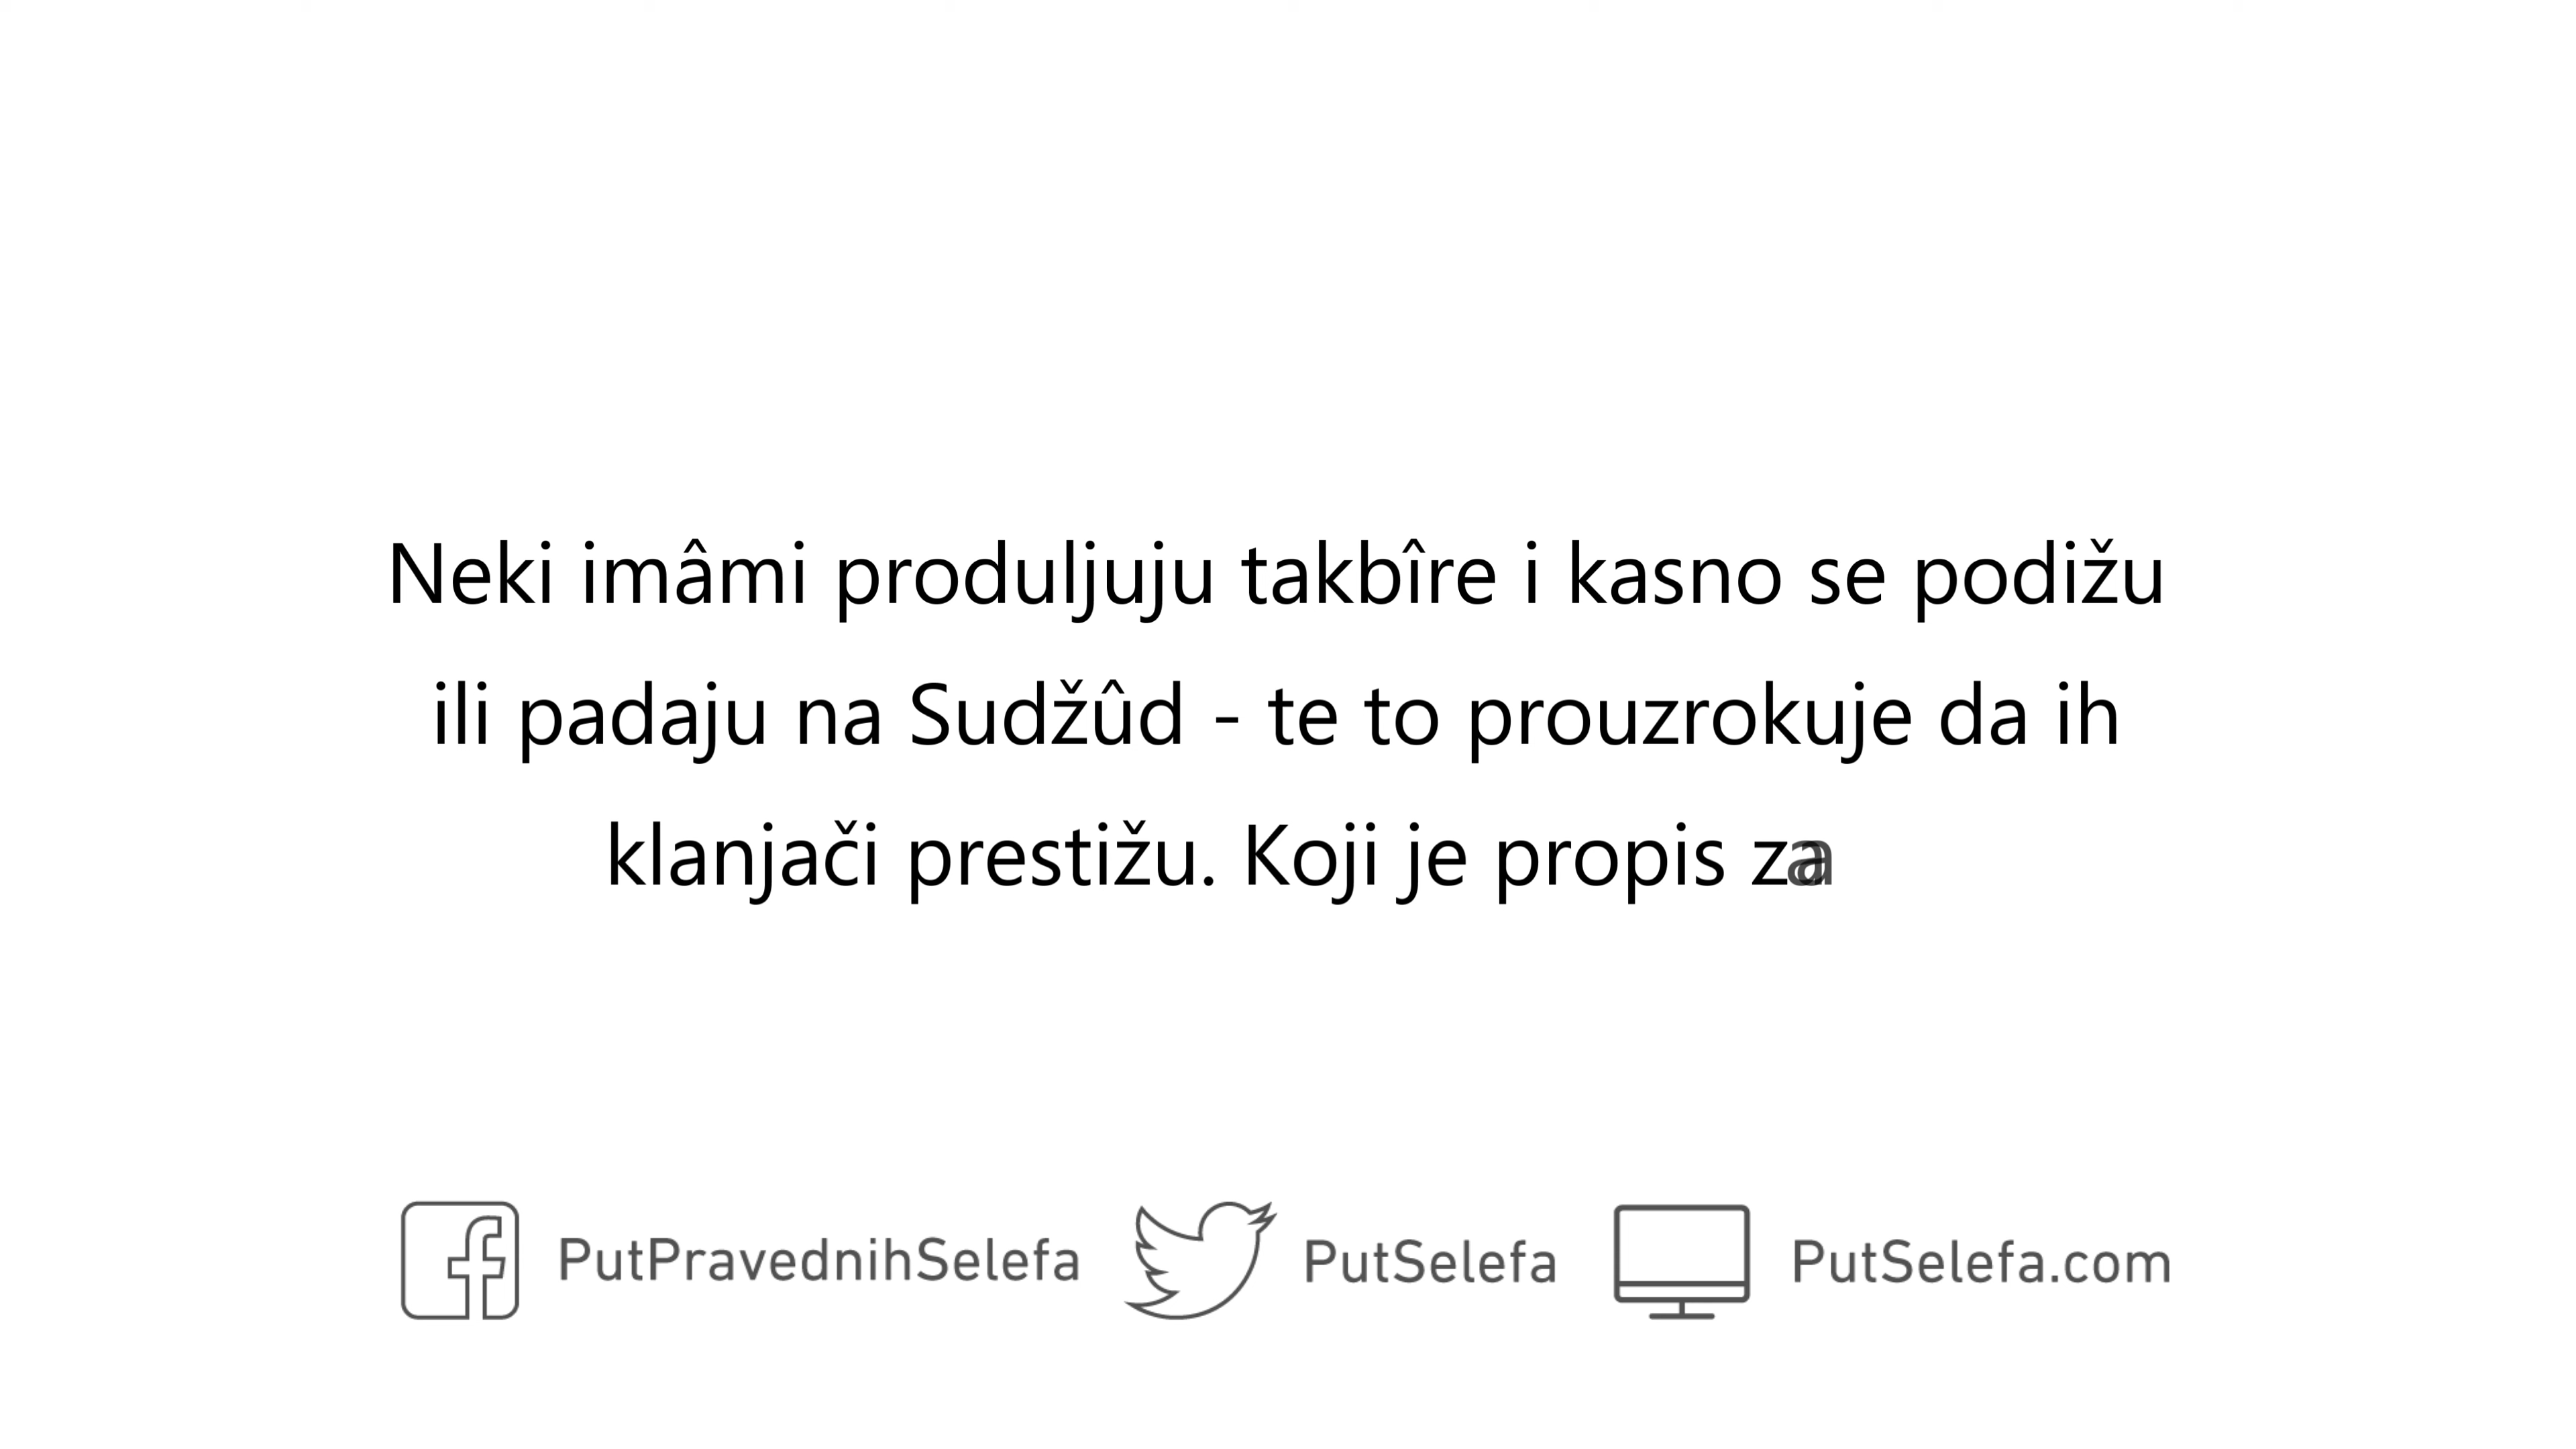 Neki imâmi produljuju takbîre i kasno se podižu
ili padaju na Sudžûd - te to prouzrokuje da ih
klanjači prestižu. Koji je propis za
PutPravednihSelefa PutSelefa PutSelefa.com